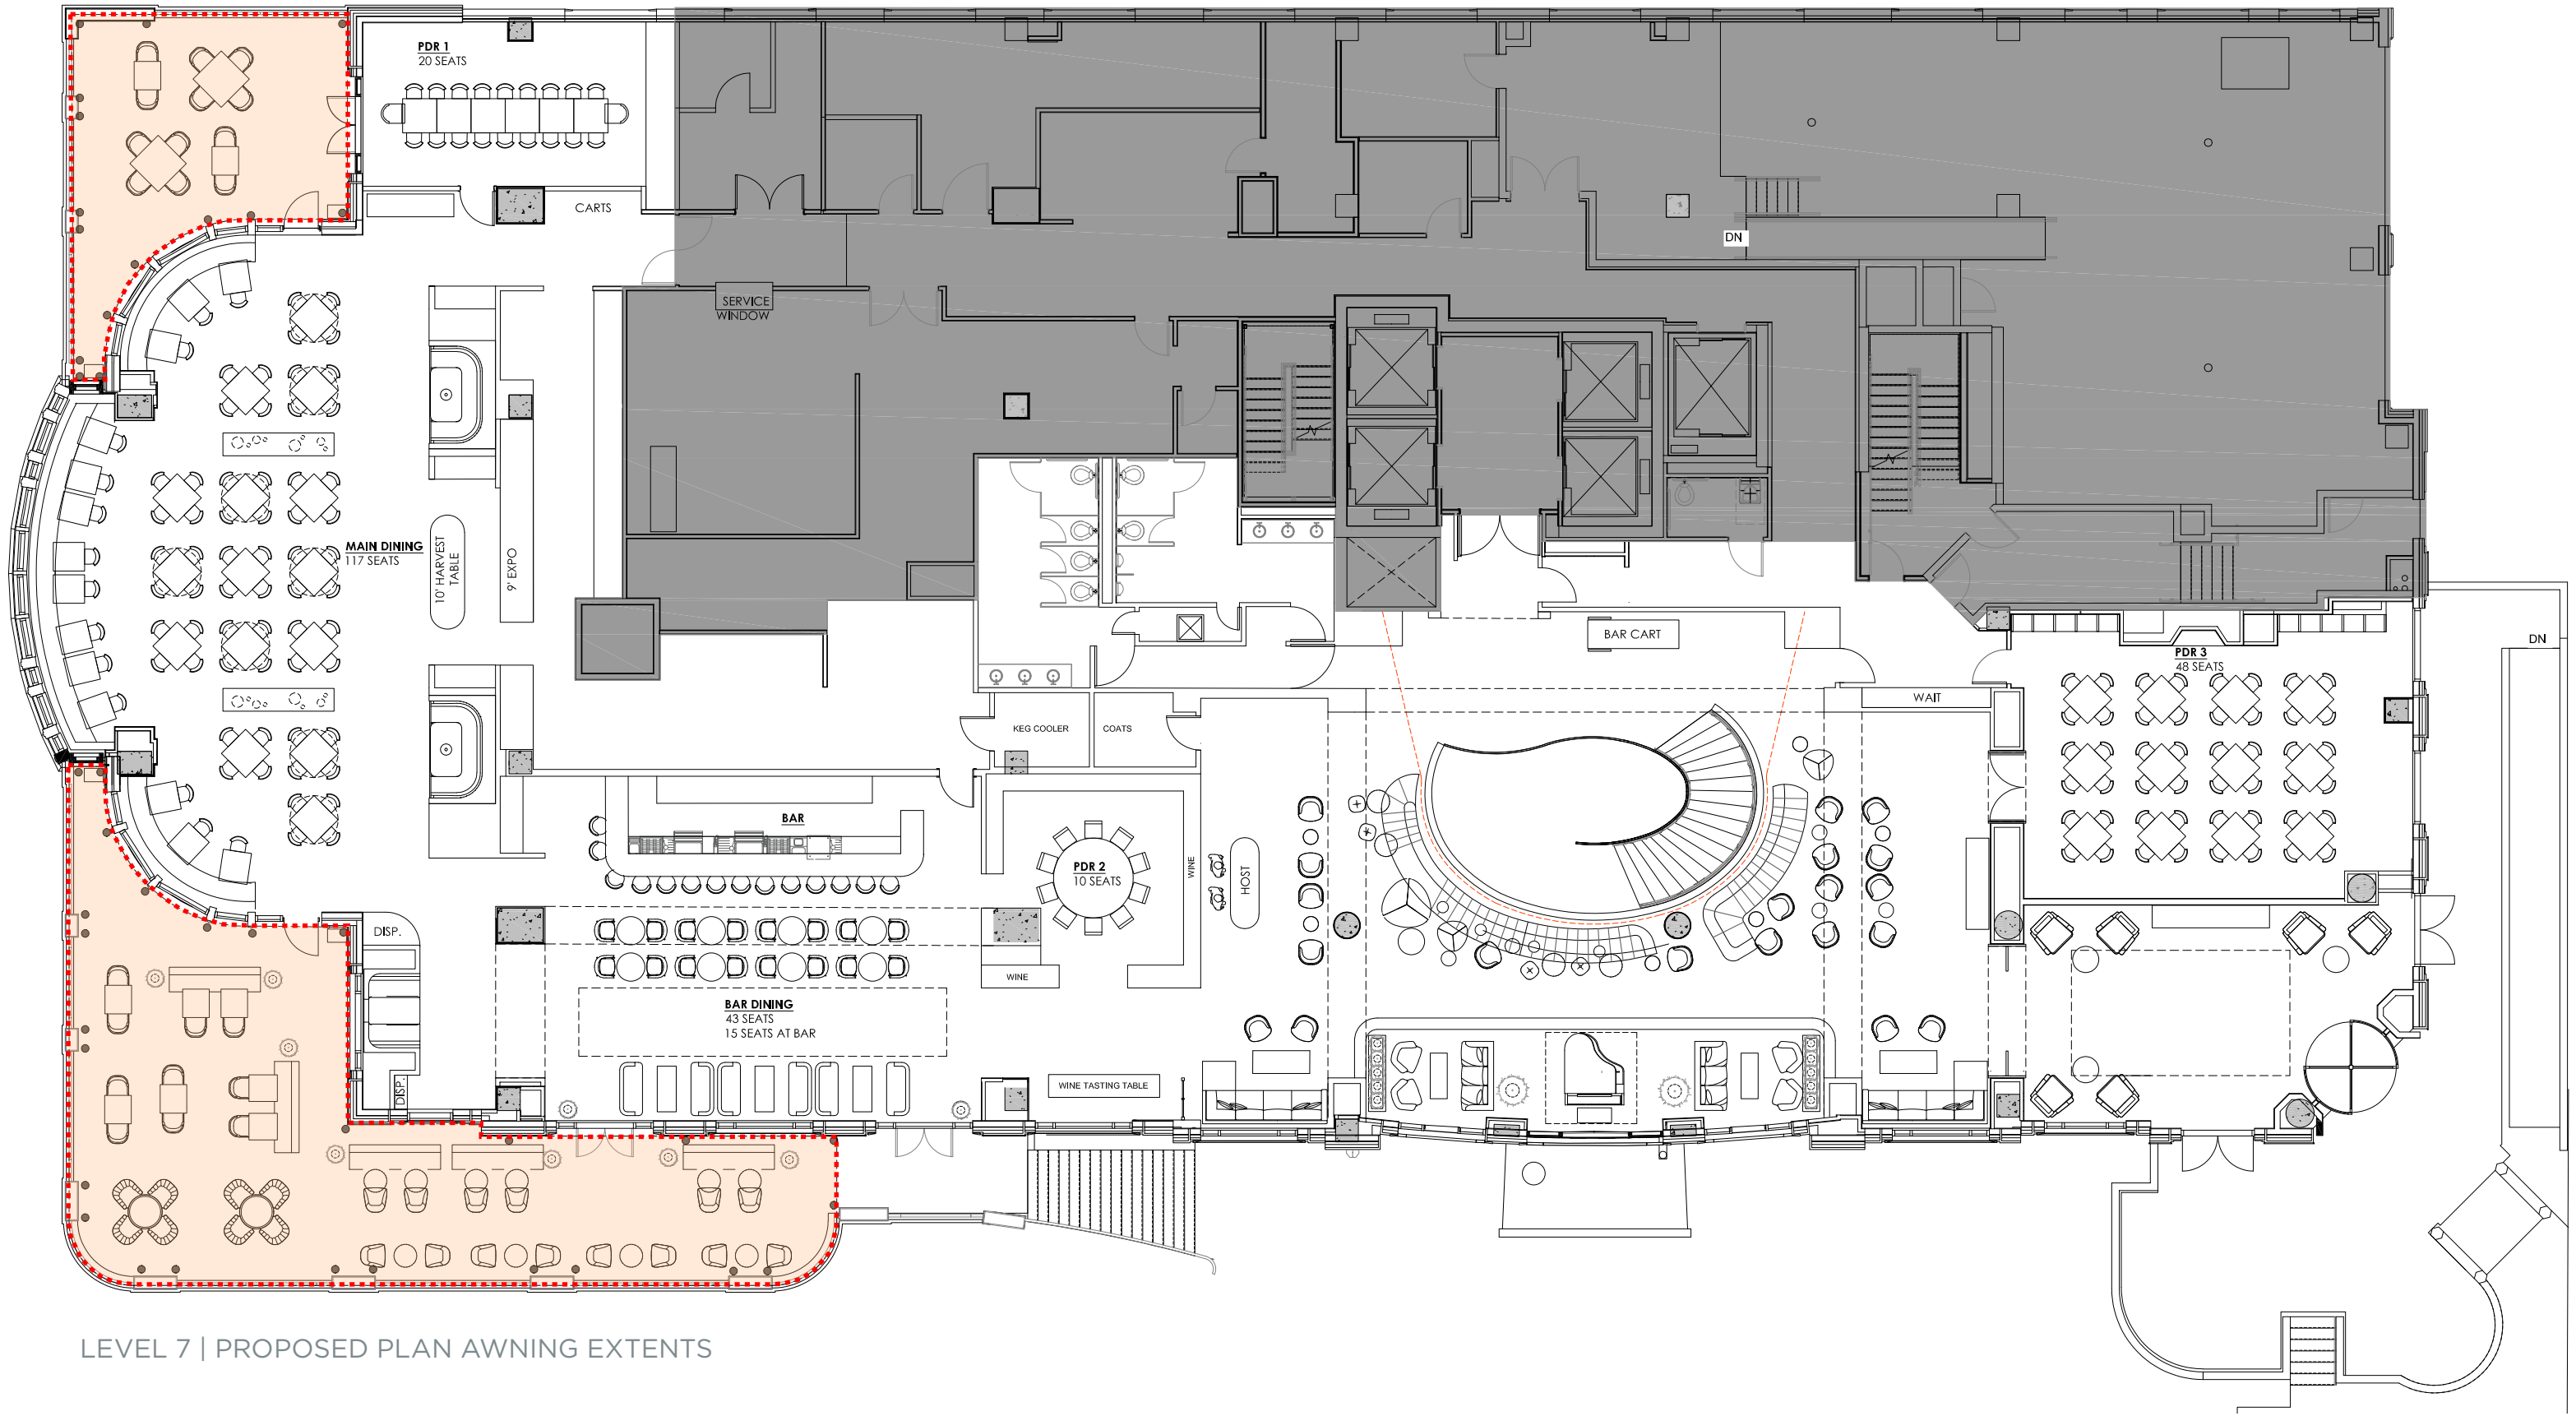 PDR 1
20 SEATS
CARTS
DN
SERVICE
WINDOW
MAIN DINING
117 SEATS
10' HARVEST
TABLE
9' EXPO
BAR CART
DN
PDR 3
48 SEATS
WAIT
KEG COOLER
COATS
BAR
PDR 2
10 SEATS
WINE
HOST
DISP.
WINE
BAR DINING
43 SEATS
15 SEATS AT BAR
DISP.
WINE TASTING TABLE
LEVEL 7 | PROPOSED PLAN AWNING EXTENTS